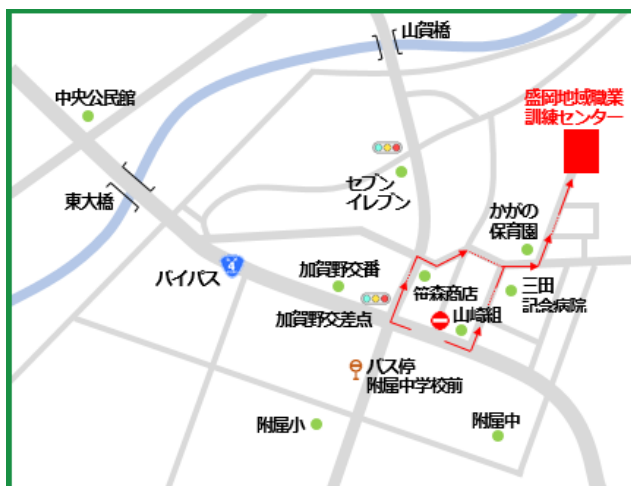 山賀橋
中央公民館
盛岡地域職業
訓練センター
セブン
イレブン
東大橋
かがの
保育園
4
バイパス
加賀野交番
笹森商店
三田
記念病院
加賀野交差点
山崎組
バス停
附属中学校前
附属小
附属中